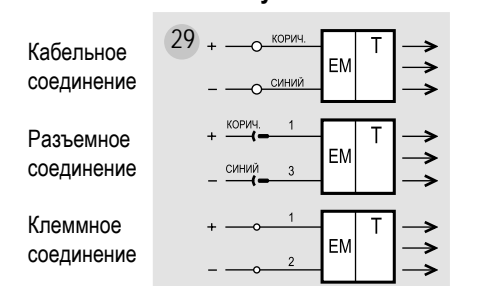 29
Кабельное
соединение
+ КОРИЧ.
– СИНИЙ
EM T
Разъемное
соединение
+ КОРИЧ. 1
– СИНИЙ 3
EM T
Клеммное
соединение
+ 1
– 2
EM T